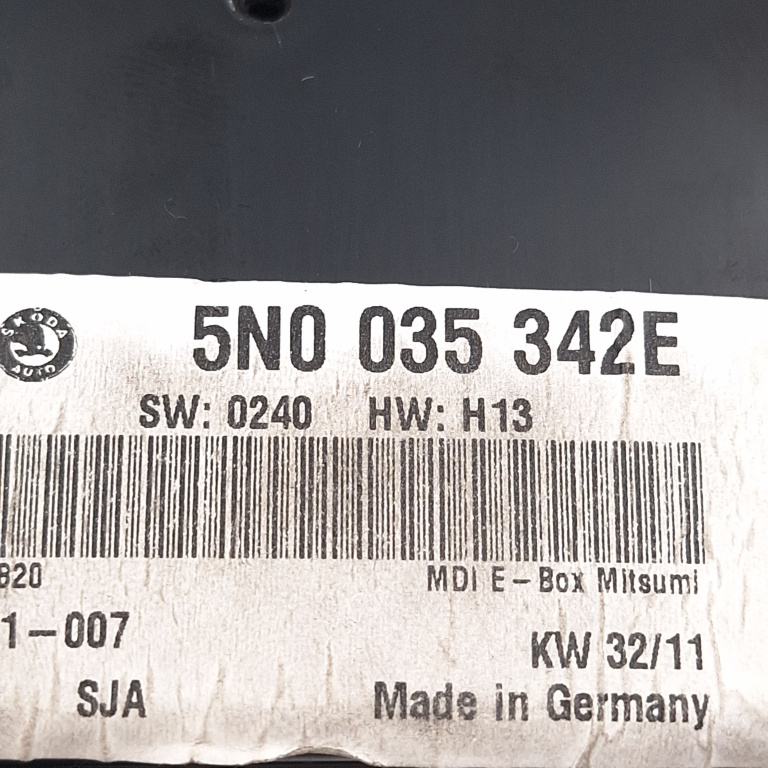 ŠKODA
AUTO
5N0 035 342E
SW: 0240 HW: H13
820 MDI E-Box Mitsumi
1-007
KW 32/11
SJA Made in Germany